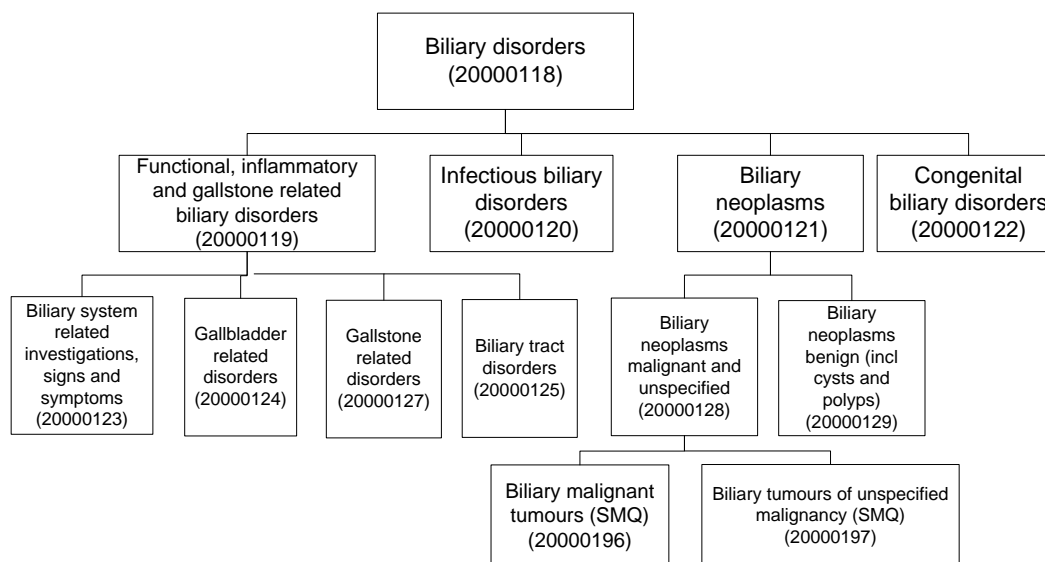 Biliary disorders
(20000118)
Functional, inflammatory
and gallstone related
biliary disorders
(20000119)
Infectious biliary
disorders
(20000120)
Biliary
neoplasms
(20000121)
Congenital
biliary disorders
(20000122)
Biliary system
related
investigations,
signs and
symptoms
(20000123)
Gallbladder
related
disorders
(20000124)
Gallstone
related
disorders
(20000127)
Biliary tract
disorders
(20000125)
Biliary
neoplasms
malignant and
unspecified
(20000128)
Biliary
neoplasms
benign (incl
cysts and
polyps)
(20000129)
Biliary malignant
tumours (SMQ)
(20000196)
Biliary tumours of unspecified
malignancy (SMQ)
(20000197)